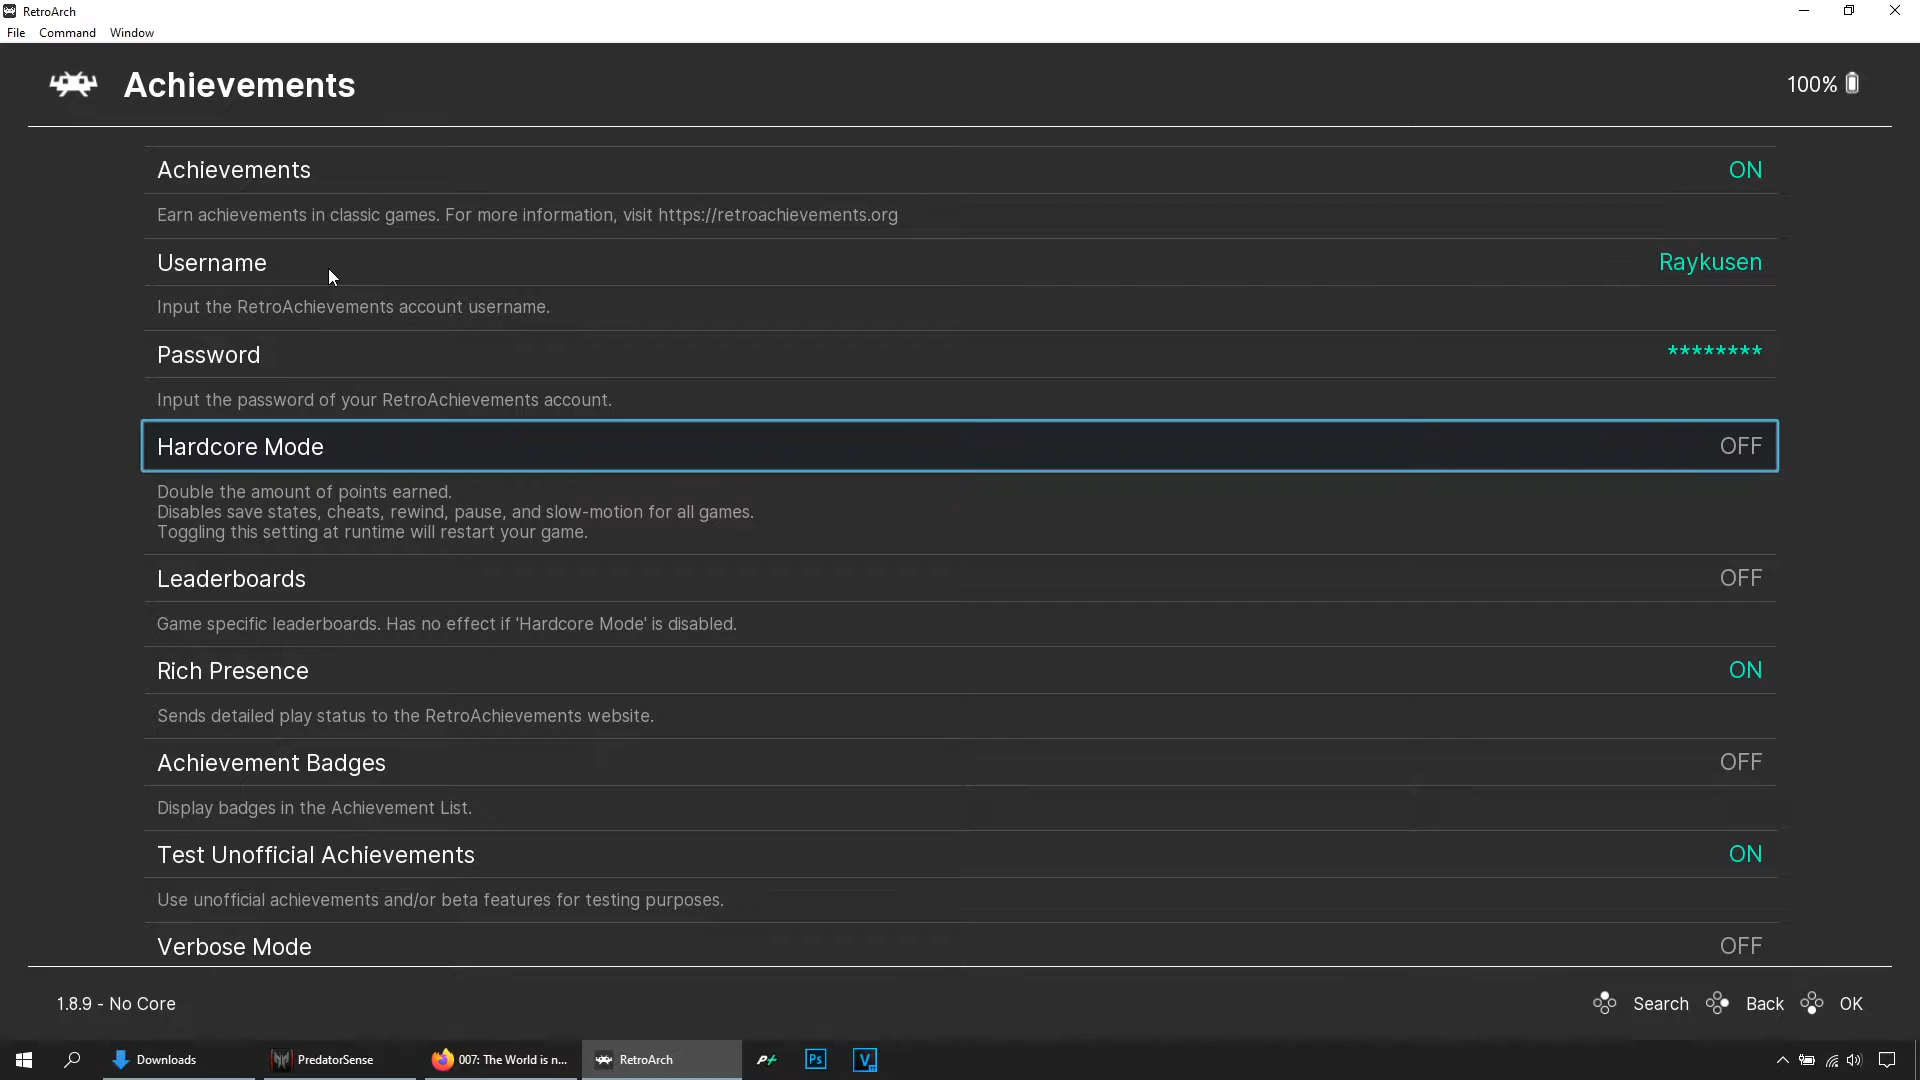 RetroArch
File Command Window
Achievements
100%
Achievements ON
Earn achievements in classic games. For more information, visit https://retroachievements.org
Username Raykusen
Input the RetroAchievements account username.
Password ********
Input the password of your RetroAchievements account.
Hardcore Mode OFF
Double the amount of points earned.
Disables save states, cheats, rewind, pause, and slow-motion for all games.
Toggling this setting at runtime will restart your game.
Leaderboards OFF
Game specific leaderboards. Has no effect if 'Hardcore Mode' is disabled.
Rich Presence ON
Sends detailed play status to the RetroAchievements website.
Achievement Badges OFF
Display badges in the Achievement List.
Test Unofficial Achievements ON
Use unofficial achievements and/or beta features for testing purposes.
Verbose Mode OFF
1.8.9 - No Core Search Back OK
Downloads PredatorSense 007: The World is n... RetroArch Ps V